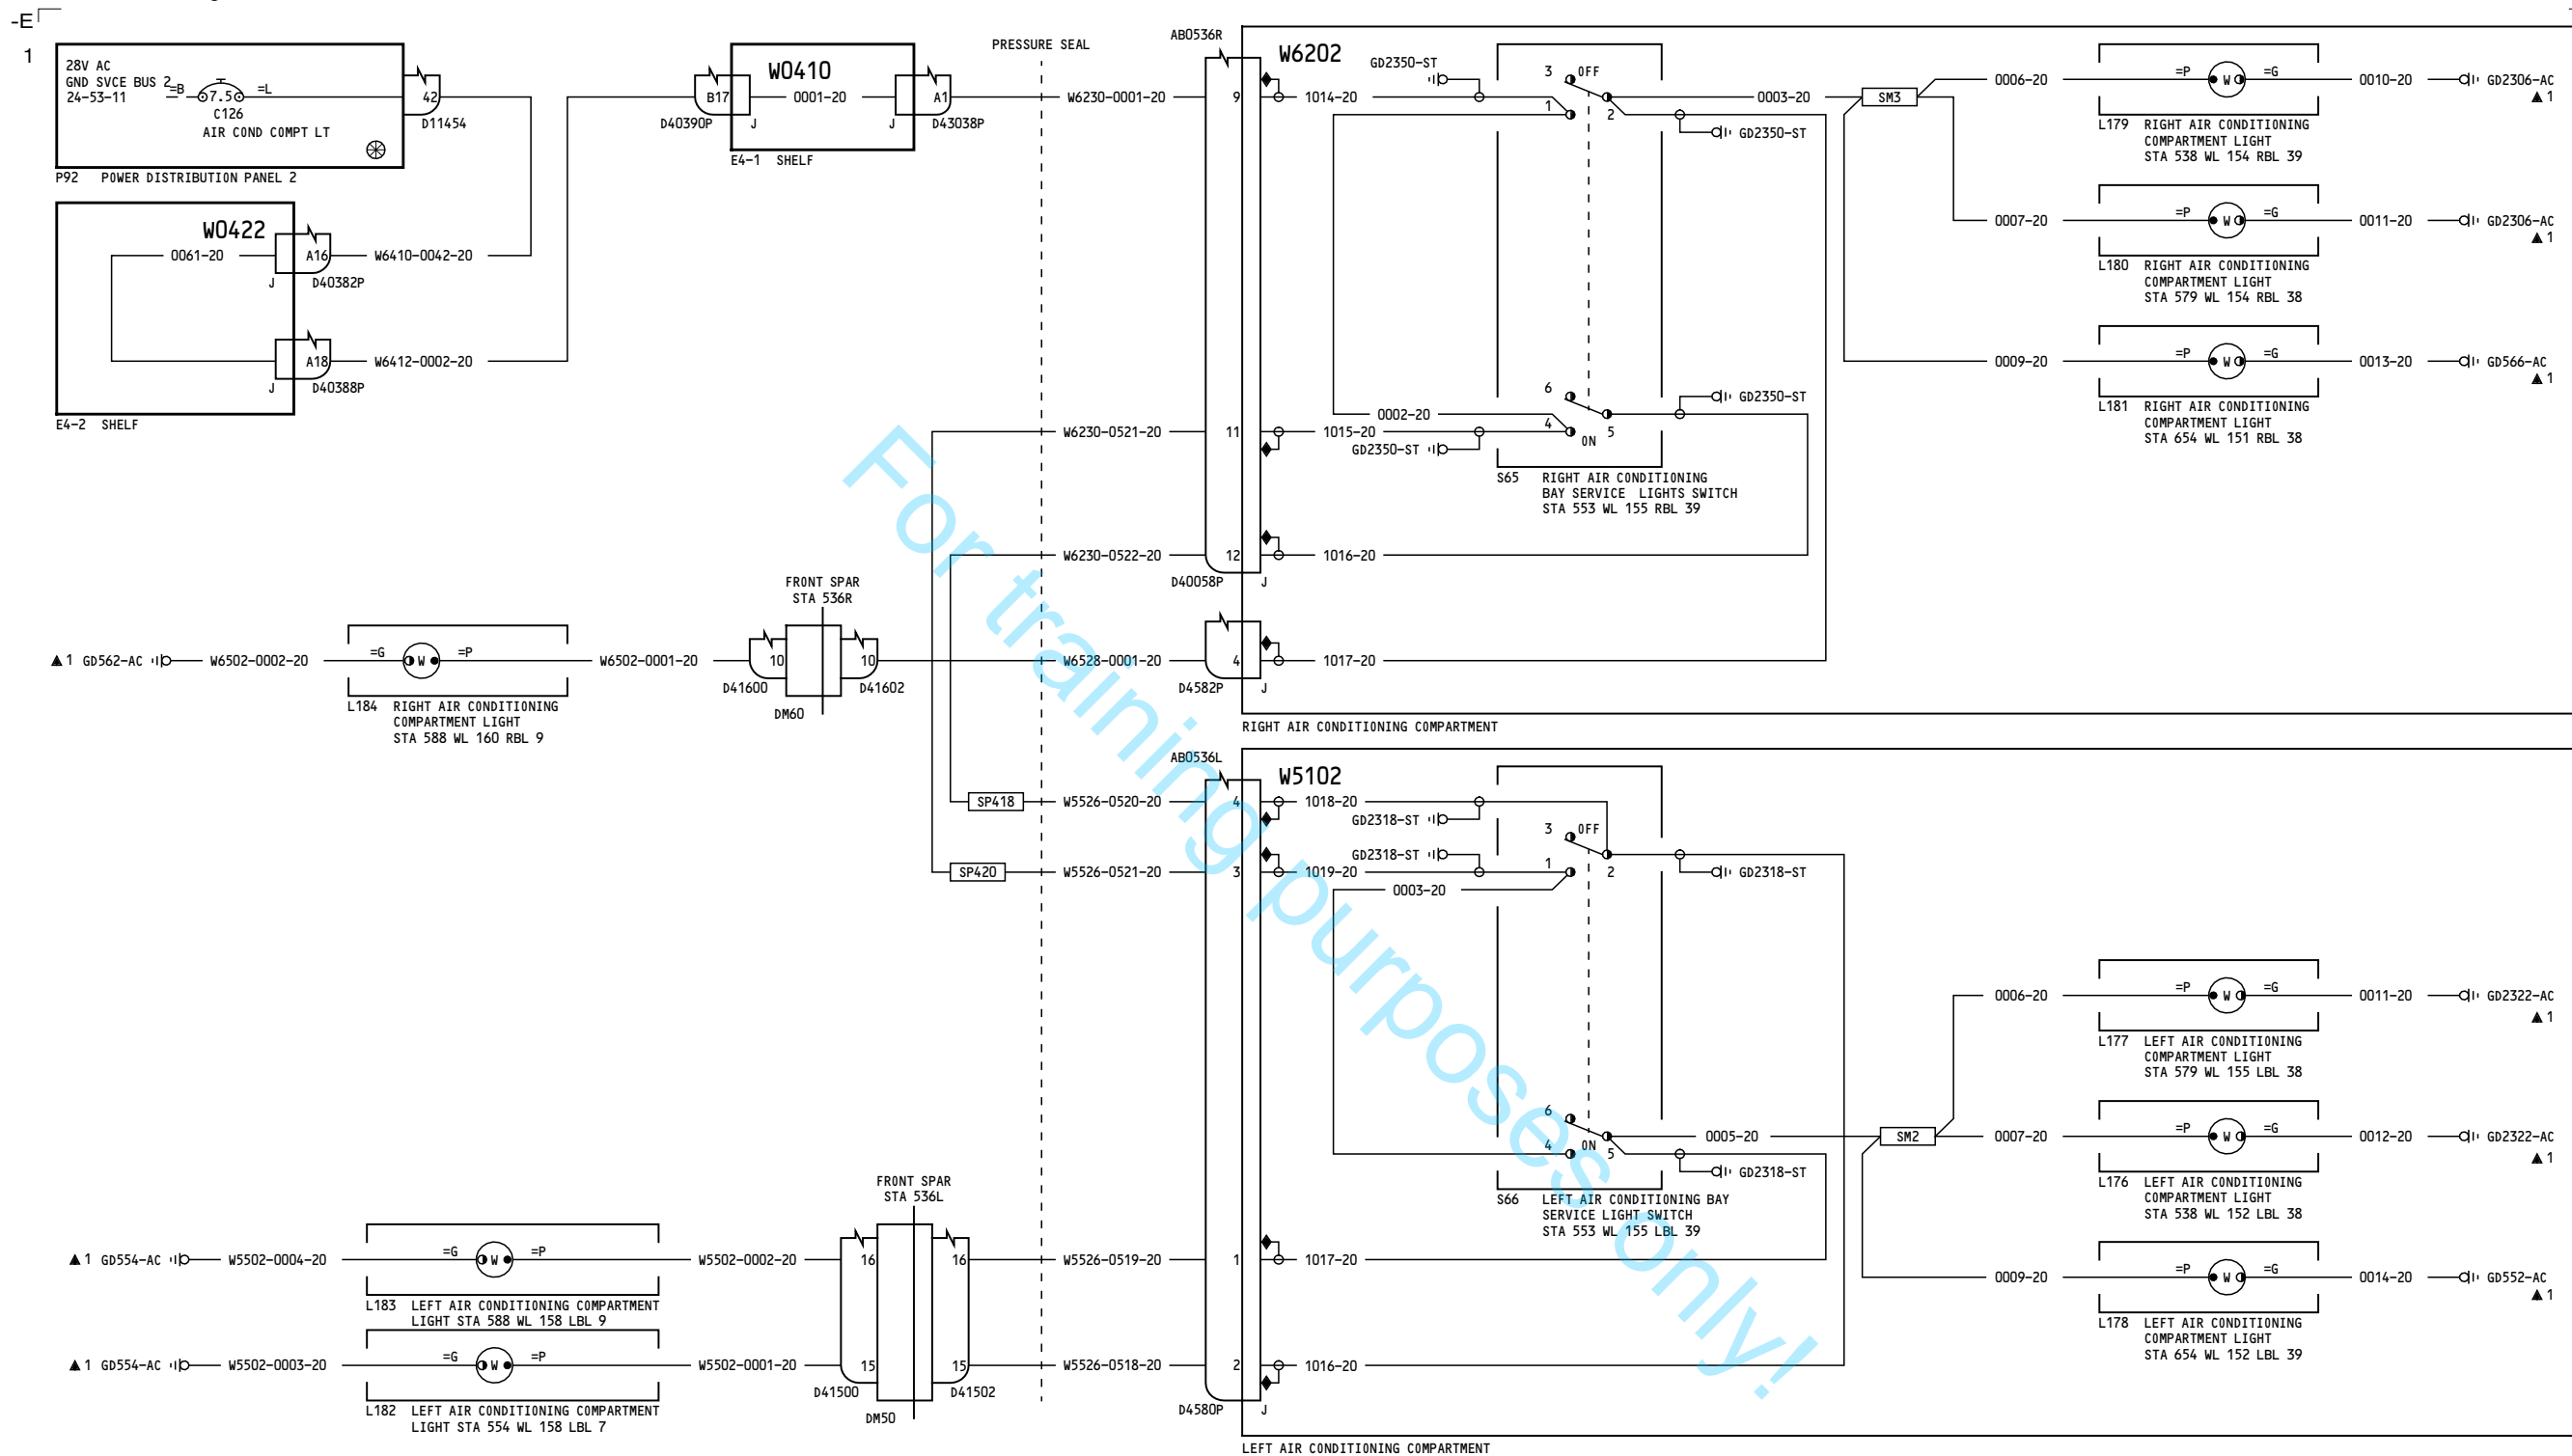 -E
1
28V AC
GND SVCE BUS 2
24-53-11
=B
7.5
=L
C126
AIR COND COMPT LT
42
D11454
P92 POWER DISTRIBUTION PANEL 2
W0422
0061-20
A16
W6410-0042-20
J
D40382P
A18
W6412-0002-20
J
D40388P
E4-2 SHELF
B17
D40390P
J
W0410
0001-20
J
A1
D43038P
E4-1 SHELF
PRESSURE SEAL
AB0536R
W6202
W6230-0001-20
9
1014-20
GD2350-ST
3
OFF
1
2
0003-20
GD2350-ST
SM3
0006-20
=P
W
=G
0010-20
GD2306-AC
1
L179 RIGHT AIR CONDITIONING
COMPARTMENT LIGHT
STA 538 WL 154 RBL 39
0007-20
=P
W
=G
0011-20
GD2306-AC
1
L180 RIGHT AIR CONDITIONING
COMPARTMENT LIGHT
STA 579 WL 154 RBL 38
0009-20
=P
W
=G
0013-20
GD566-AC
1
L181 RIGHT AIR CONDITIONING
COMPARTMENT LIGHT
STA 654 WL 151 RBL 38
6
GD2350-ST
0002-20
4
5
ON
W6230-0521-20
11
1015-20
GD2350-ST
S65 RIGHT AIR CONDITIONING
BAY SERVICE LIGHTS SWITCH
STA 553 WL 155 RBL 39
W6230-0522-20
12
1016-20
D40058P
J
FRONT SPAR
STA 536R
1
GD562-AC
W6502-0002-20
=G
W
=P
W6502-0001-20
10
10
W6528-0001-20
4
1017-20
D41600
D41602
D4582P
J
DM60
L184 RIGHT AIR CONDITIONING
COMPARTMENT LIGHT
STA 588 WL 160 RBL 9
RIGHT AIR CONDITIONING COMPARTMENT
AB0536L
W5102
SP418
W5526-0520-20
4
1018-20
GD2318-ST
3
OFF
GD2318-ST
SP420
W5526-0521-20
3
1019-20
1
2
GD2318-ST
0003-20
0006-20
=P
W
=G
0011-20
GD2322-AC
1
L177 LEFT AIR CONDITIONING
COMPARTMENT LIGHT
STA 579 WL 155 LBL 38
6
4
ON
5
0005-20
SM2
0007-20
=P
W
=G
0012-20
GD2322-AC
1
GD2318-ST
L176 LEFT AIR CONDITIONING
COMPARTMENT LIGHT
STA 538 WL 152 LBL 38
S66 LEFT AIR CONDITIONING BAY
SERVICE LIGHT SWITCH
STA 553 WL 155 LBL 39
0009-20
=P
W
=G
0014-20
GD552-AC
1
L178 LEFT AIR CONDITIONING
COMPARTMENT LIGHT
STA 654 WL 152 LBL 39
FRONT SPAR
STA 536L
1
GD554-AC
W5502-0004-20
=G
W
=P
W5502-0002-20
16
16
W5526-0519-20
1
1017-20
L183 LEFT AIR CONDITIONING COMPARTMENT
LIGHT STA 588 WL 158 LBL 9
1
GD554-AC
W5502-0003-20
=G
W
=P
W5502-0001-20
15
15
W5526-0518-20
2
1016-20
D41500
D41502
D4580P
J
DM50
L182 LEFT AIR CONDITIONING COMPARTMENT
LIGHT STA 554 WL 158 LBL 7
LEFT AIR CONDITIONING COMPARTMENT
For training purposes only!